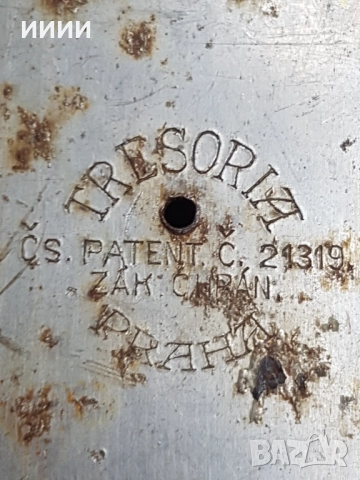 ииии
TRESORIA
ČS. PATENT. Č. 21319.
ZÁK. CHRÁN.
PRAHA
BAZAR